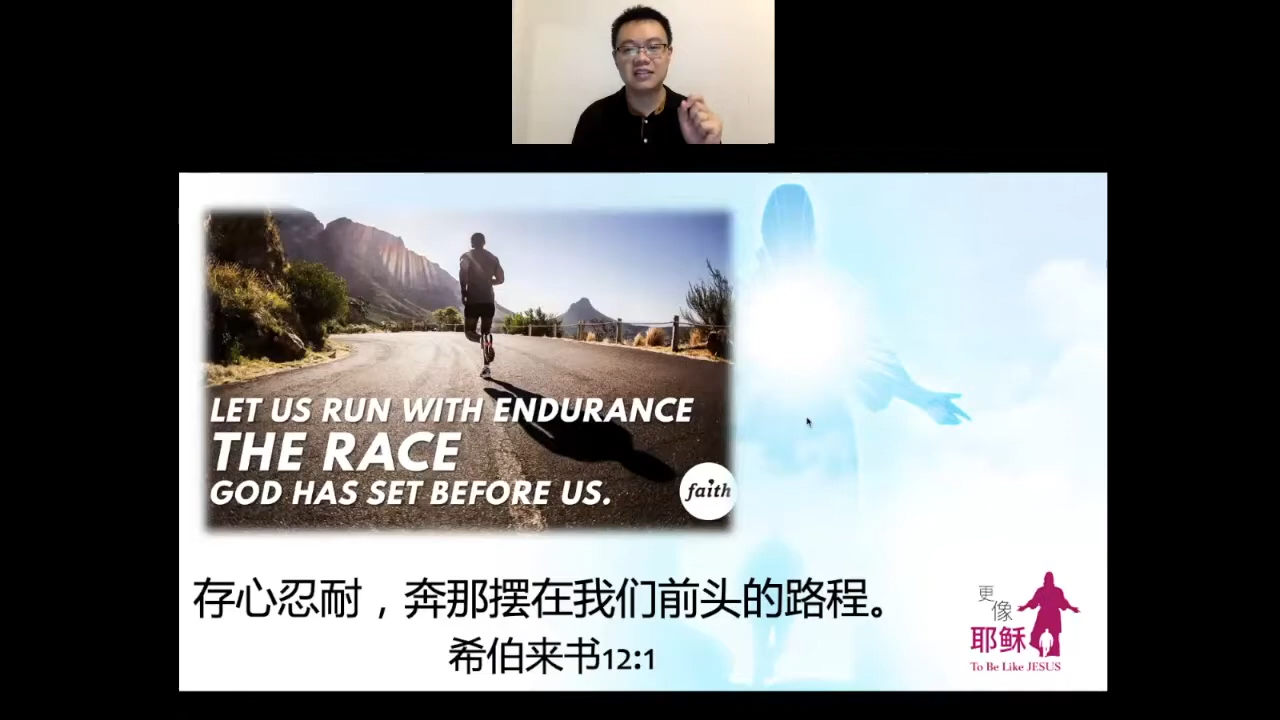 LET US RUN WITH ENDURANCE
THE RACE
GOD HAS SET BEFORE US.
faith
存心忍耐，奔那摆在我们前头的路程。
希伯来书12:1
更
像
耶稣
To Be Like JESUS